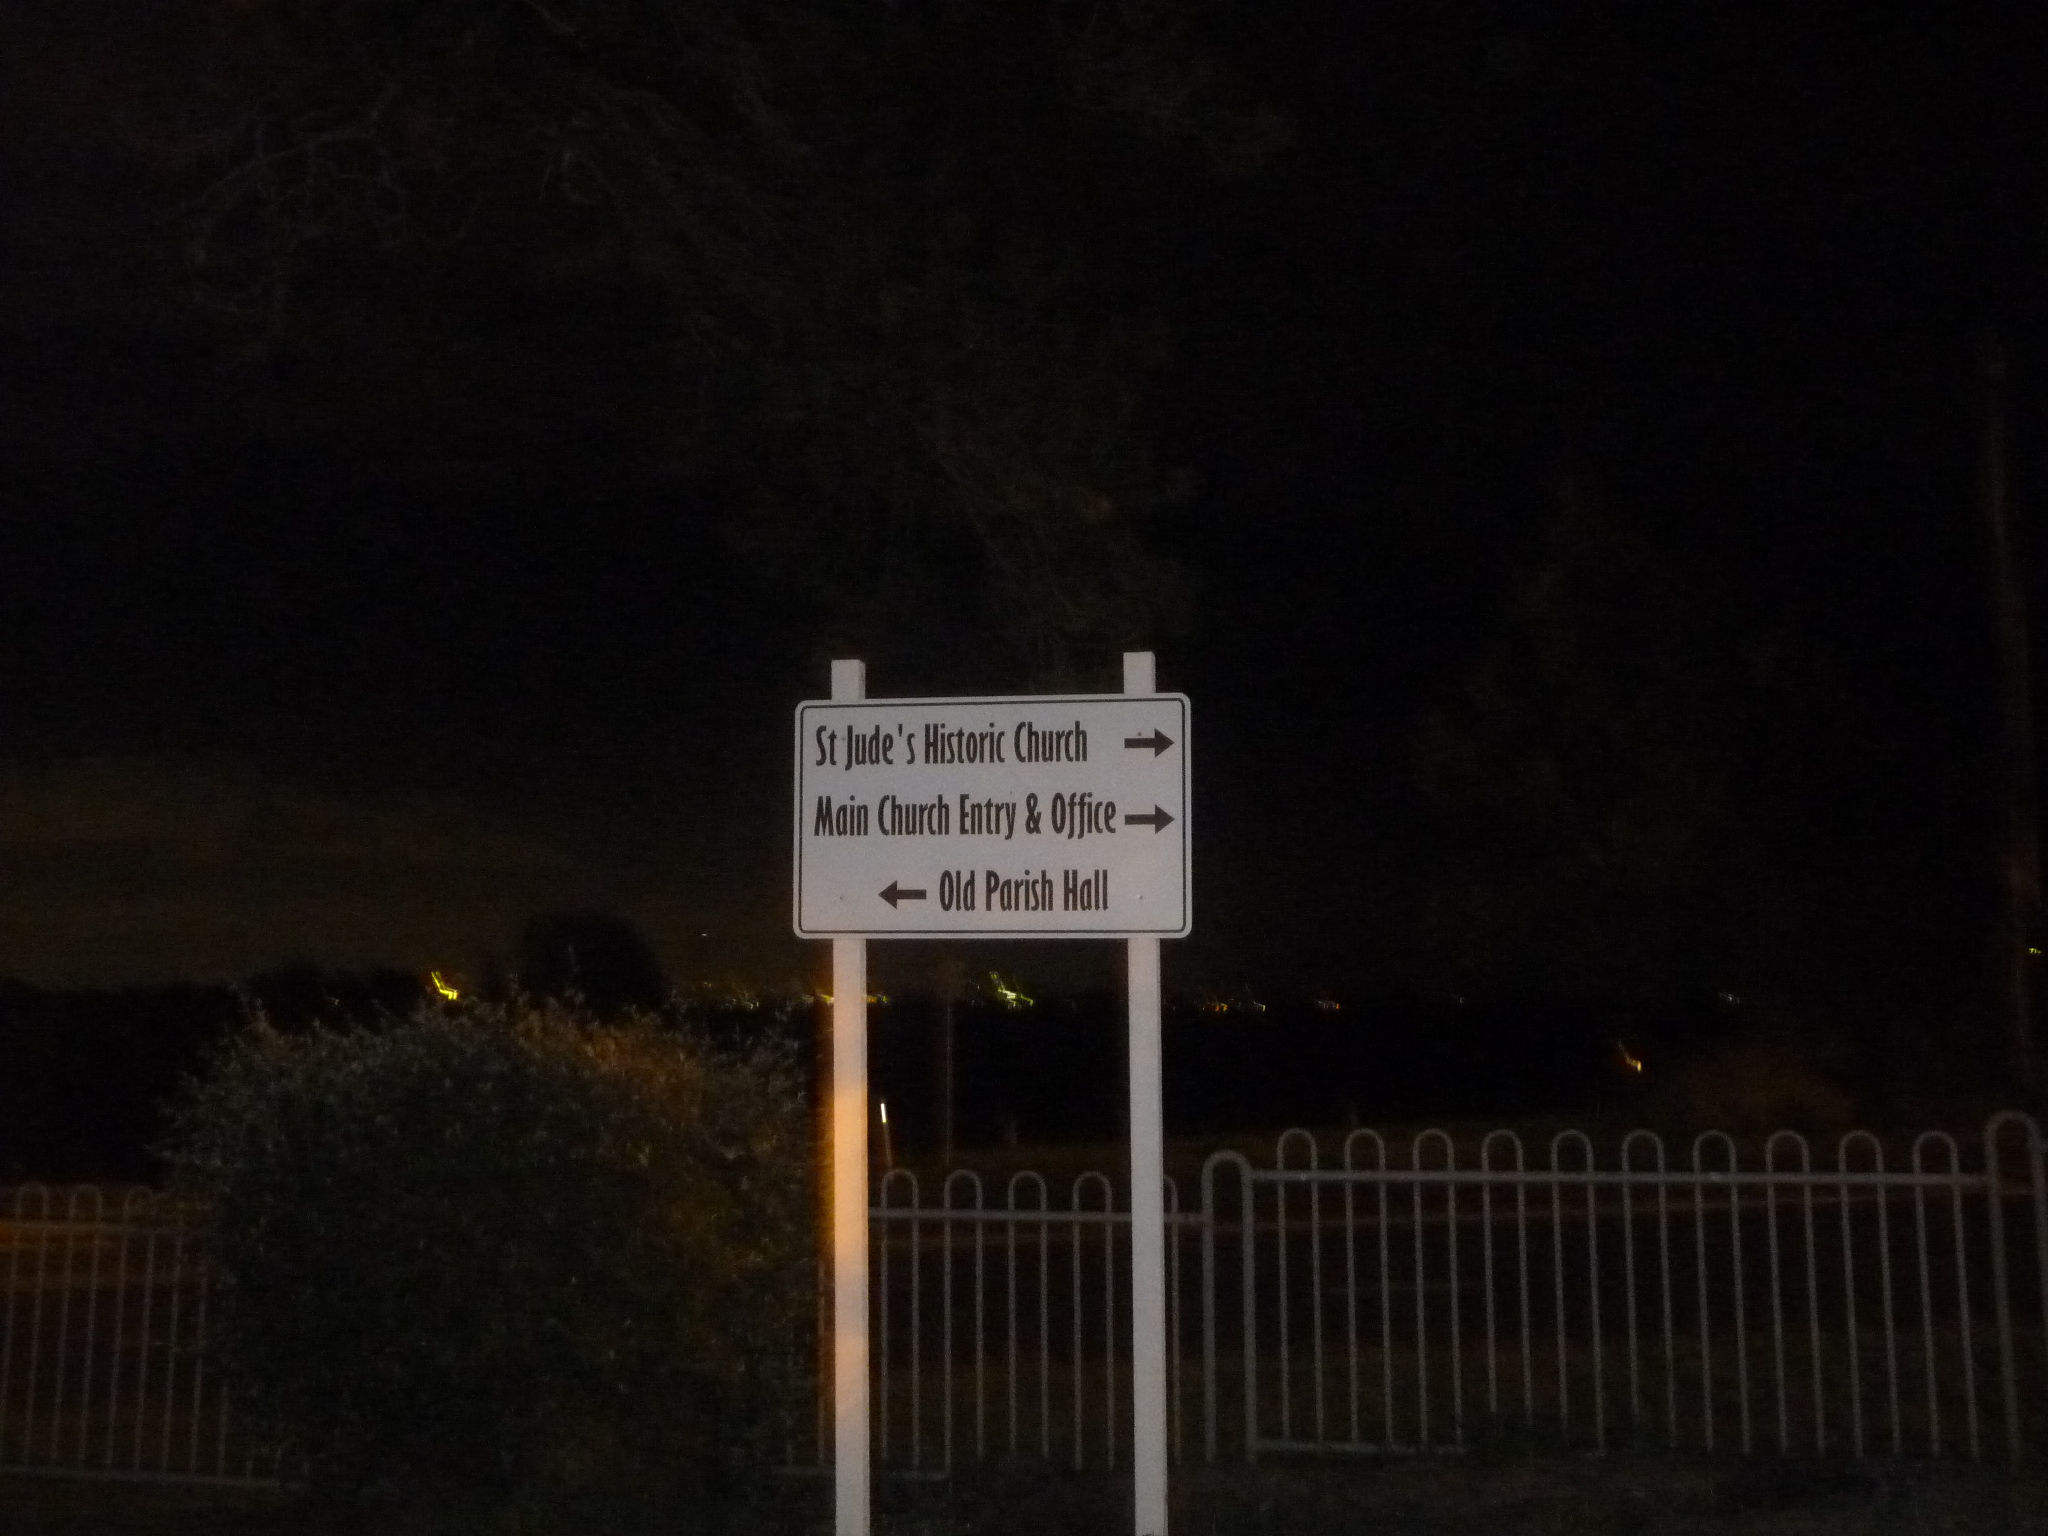 St Jude's Historic Church →
Main Church Entry & Office →
← Old Parish Hall